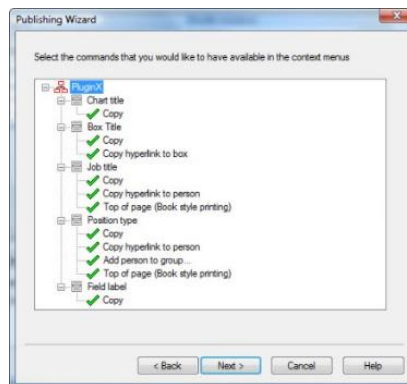 Publishing Wizard
Select the commands that you would like to have available in the context menus
PluginX
Chart title
Copy
Box Title
Copy
Copy hyperlink to box
Job title
Copy
Copy hyperlink to person
Top of page (Book style printing)
Position type
Copy
Copy hyperlink to person
Add person to group...
Top of page (Book style printing)
Field label
Copy
< Back Next > Cancel Help